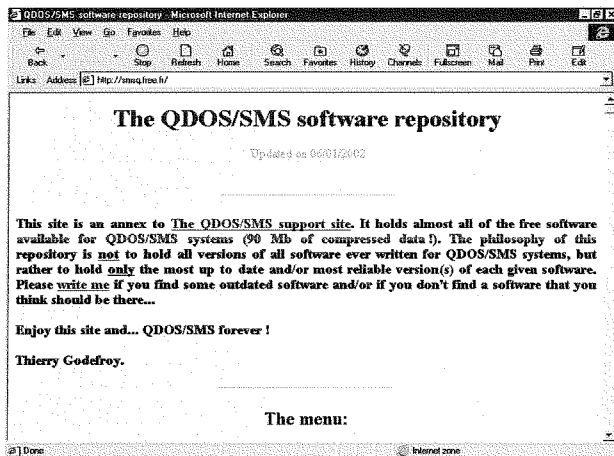 QDOS/SMS software repository - Microsoft Internet Explorer
File Edit View Go Favorites Help
Back Stop Refresh Home Search Favorites History Channels Fullscreen Mail Print Edit
Links Address http://smsq.free.fr/
The QDOS/SMS software repository
Updated on 06/01/2002
This site is an annex to The QDOS/SMS support site. It holds almost all of the free software
available for QDOS/SMS systems (90 Mb of compressed data !). The philosophy of this
repository is not to hold all versions of all software ever written for QDOS/SMS systems, but
rather to hold only the most up to date and/or most reliable version(s) of each given software.
Please write me if you find some outdated software and/or if you don't find a software that you
think should be there...
Enjoy this site and... QDOS/SMS forever !
Thierry Godefroy.
The menu:
Done Internet zone